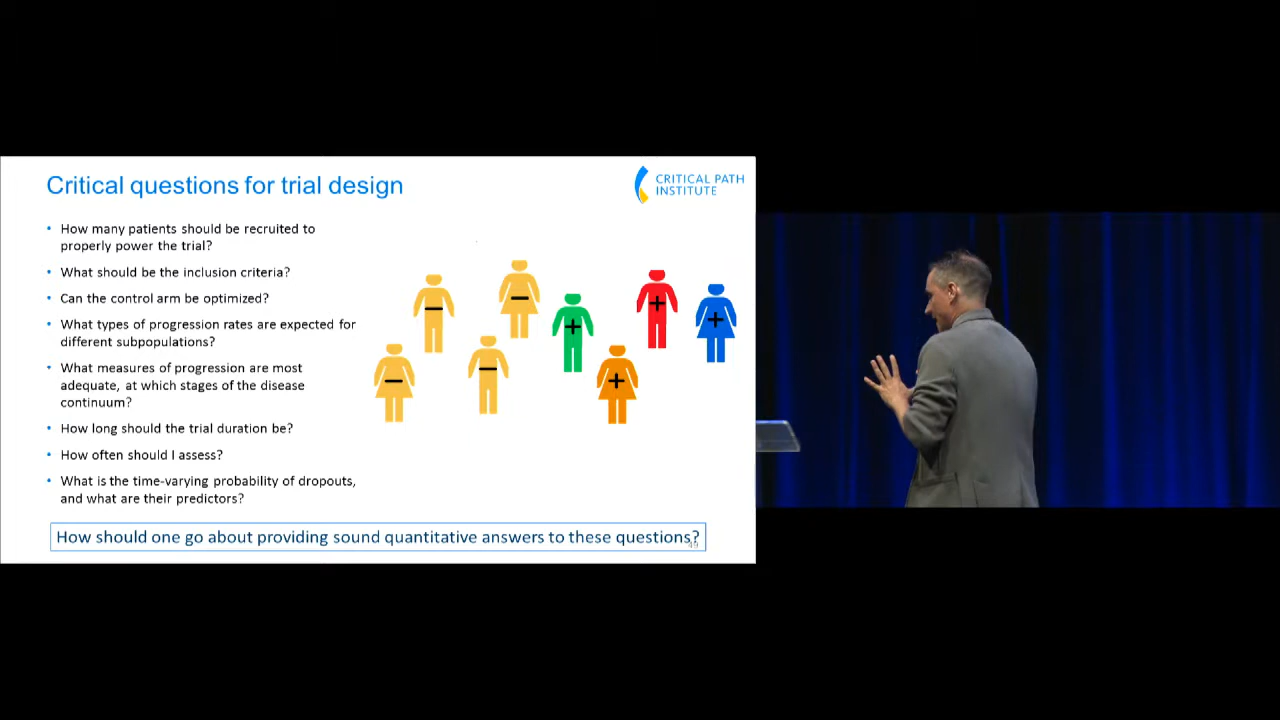 Critical questions for trial design
CRITICAL PATH
INSTITUTE
• How many patients should be recruited to
properly power the trial?
• What should be the inclusion criteria?
• Can the control arm be optimized?
• What types of progression rates are expected for
different subpopulations?
• What measures of progression are most
adequate, at which stages of the disease
continuum?
• How long should the trial duration be?
• How often should I assess?
• What is the time-varying probability of dropouts,
and what are their predictors?
How should one go about providing sound quantitative answers to these questions?